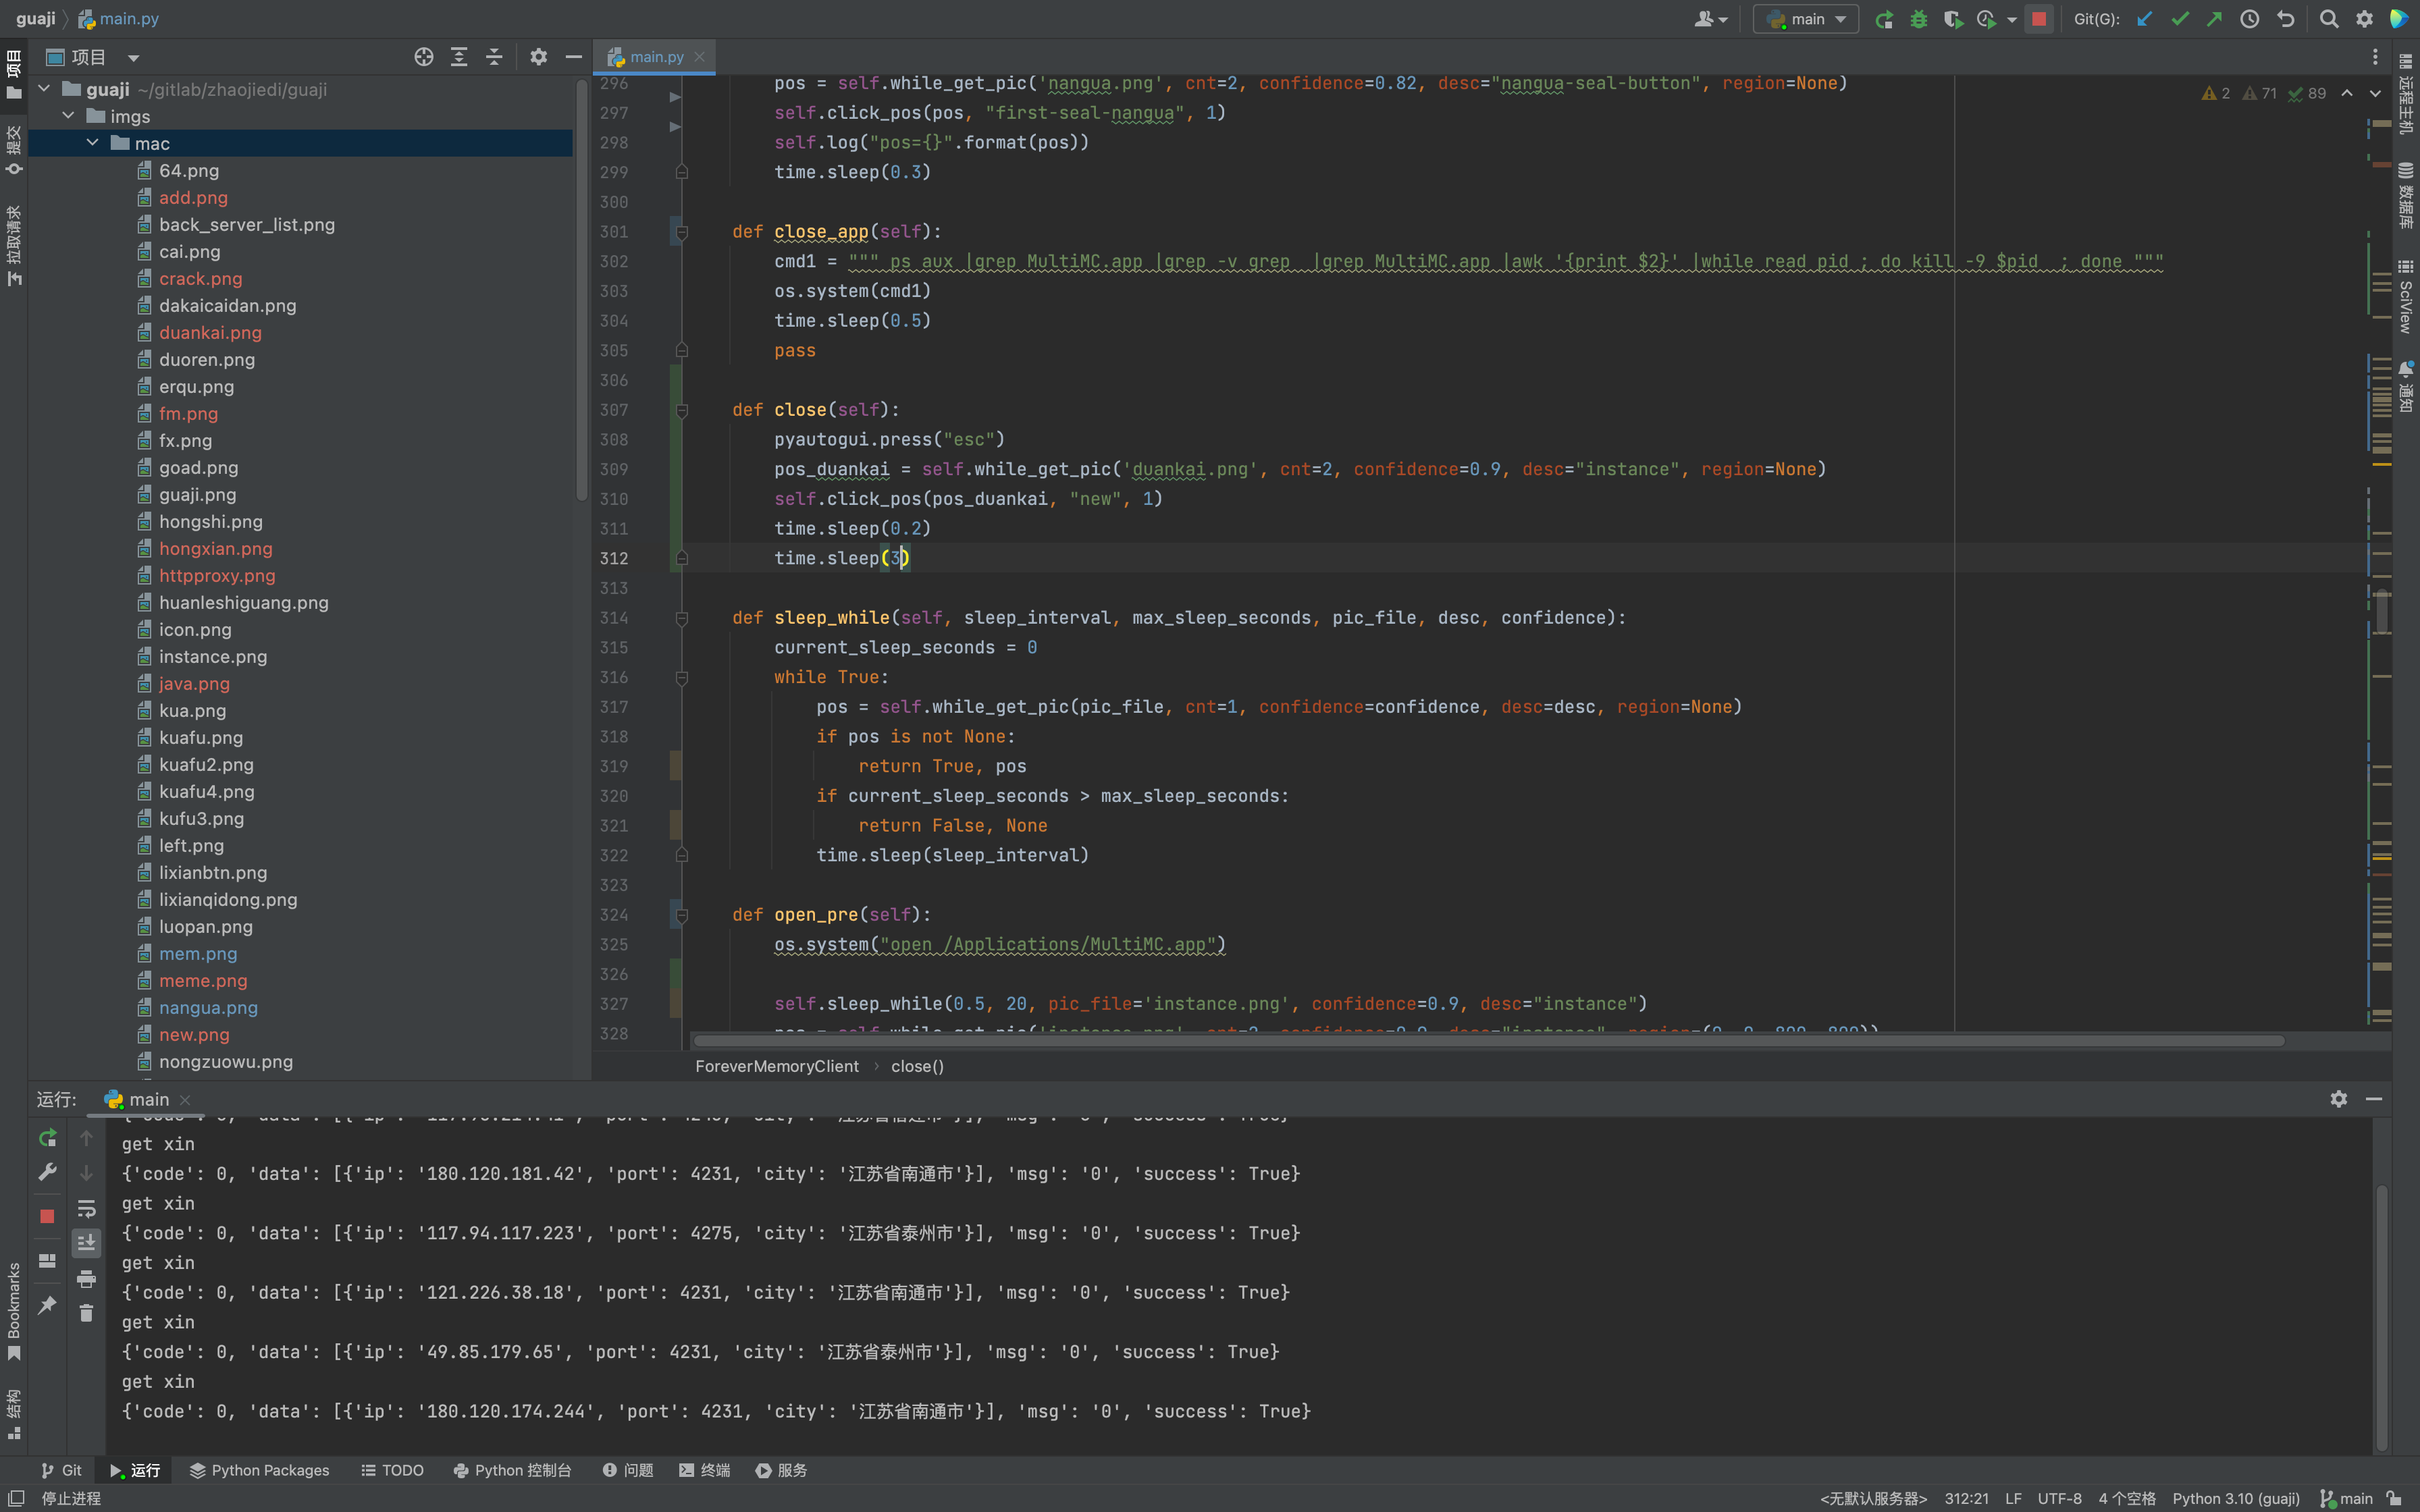 guaji
main.py
main
Git(G):
项目
guaji ~/gitlab/zhaojiedi/guaji
imgs
mac
64.png
add.png
back_server_list.png
cai.png
crack.png
dakaicaidan.png
duankai.png
duoren.png
erqu.png
fm.png
fx.png
goad.png
guaji.png
hongshi.png
hongxian.png
httpproxy.png
huanleshiguang.png
icon.png
instance.png
java.png
kua.png
kuafu.png
kuafu2.png
kuafu4.png
kufu3.png
left.png
lixianbtn.png
lixianqidong.png
luopan.png
mem.png
meme.png
nangua.png
new.png
nongzuowu.png
项目
提交
拉取请求
Bookmarks
结构
main.py
2 71 89
296 pos = self.while_get_pic('nangua.png', cnt=2, confidence=0.82, desc="nangua-seal-button", region=None)
297 self.click_pos(pos, "first-seal-nangua", 1)
298 self.log("pos={}".format(pos))
299 time.sleep(0.3)
300
301 def close_app(self):
302 cmd1 = """ ps aux |grep MultiMC.app |grep -v grep  |grep MultiMC.app |awk '{print $2}' |while read pid ; do kill -9 $pid  ; done """
303 os.system(cmd1)
304 time.sleep(0.5)
305 pass
306
307 def close(self):
308 pyautogui.press("esc")
309 pos_duankai = self.while_get_pic('duankai.png', cnt=2, confidence=0.9, desc="instance", region=None)
310 self.click_pos(pos_duankai, "new", 1)
311 time.sleep(0.2)
312 time.sleep(3)
313
314 def sleep_while(self, sleep_interval, max_sleep_seconds, pic_file, desc, confidence):
315 current_sleep_seconds = 0
316 while True:
317 pos = self.while_get_pic(pic_file, cnt=1, confidence=confidence, desc=desc, region=None)
318 if pos is not None:
319 return True, pos
320 if current_sleep_seconds > max_sleep_seconds:
321 return False, None
322 time.sleep(sleep_interval)
323
324 def open_pre(self):
325 os.system("open /Applications/MultiMC.app")
326
327 self.sleep_while(0.5, 20, pic_file='instance.png', confidence=0.9, desc="instance")
328
ForeverMemoryClient
close()
远程主机
数据库
SciView
通知
运行:
main
get xin
{'code': 0, 'data': [{'ip': '180.120.181.42', 'port': 4231, 'city': '江苏省南通市'}], 'msg': '0', 'success': True}
get xin
{'code': 0, 'data': [{'ip': '117.94.117.223', 'port': 4275, 'city': '江苏省泰州市'}], 'msg': '0', 'success': True}
get xin
{'code': 0, 'data': [{'ip': '121.226.38.18', 'port': 4231, 'city': '江苏省南通市'}], 'msg': '0', 'success': True}
get xin
{'code': 0, 'data': [{'ip': '49.85.179.65', 'port': 4231, 'city': '江苏省泰州市'}], 'msg': '0', 'success': True}
get xin
{'code': 0, 'data': [{'ip': '180.120.174.244', 'port': 4231, 'city': '江苏省南通市'}], 'msg': '0', 'success': True}
Git 运行 Python Packages TODO Python 控制台 问题 终端 服务
停止进程
<无默认服务器> 312:21 LF UTF-8 4 个空格 Python 3.10 (guaji) main